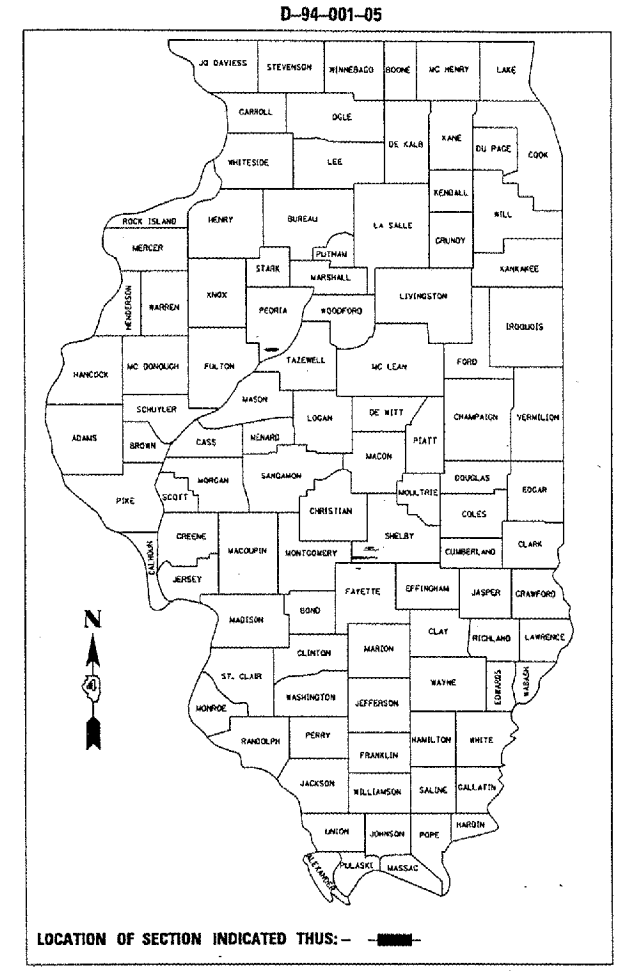 D-94-001-05
JO DAVIESS STEVENSON WINNEBAGO BOONE MC HENRY LAKE
CARROLL OGLE DE KALB KANE DU PAGE COOK
WHITESIDE LEE KENDALL WILL
ROCK ISLAND HENRY BUREAU LA SALLE GRUNDY
MERCER STARK PUTNAM MARSHALL KANKAKEE
HENDERSON WARREN KNOX PEORIA WOODFORD LIVINGSTON IROQUOIS
HANCOCK MC DONOUGH FULTON TAZEWELL MC LEAN FORD
SCHUYLER MASON LOGAN DE WITT CHAMPAIGN VERMILION
ADAMS BROWN CASS MENARD PIATT
MACON
PIKE SCOTT MORGAN SANGAMON MOULTRIE DOUGLAS EDGAR
CHRISTIAN COLES
GREENE MACOUPIN MONTGOMERY SHELBY CUMBERLAND CLARK
CALHOUN JERSEY
FAYETTE EFFINGHAM JASPER CRAWFORD
MADISON BOND CLAY RICHLAND LAWRENCE
N
CLINTON MARION
ST. CLAIR WAYNE EDWARDS WABASH
MONROE WASHINGTON JEFFERSON
RANDOLPH PERRY HAMILTON WHITE
FRANKLIN
JACKSON WILLIAMSON SALINE GALLATIN
UNION JOHNSON POPE HARDIN
ALEXANDER PULASKI MASSAC
LOCATION OF SECTION INDICATED THUS: -